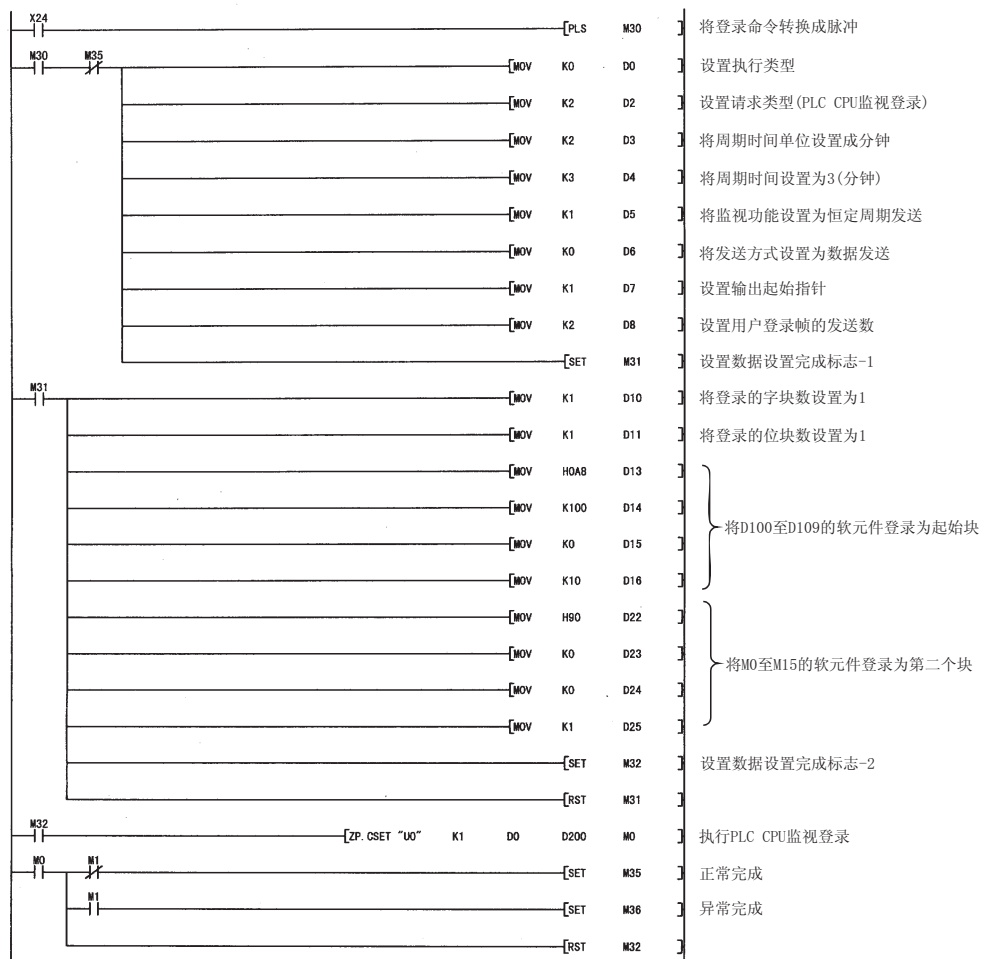 X24
[PLS M30 ] 将登录命令转换成脉冲
M30 M35
[MOV K0 D0 ] 设置执行类型
[MOV K2 D2 ] 设置请求类型(PLC CPU监视登录)
[MOV K2 D3 ] 将周期时间单位设置成分钟
[MOV K3 D4 ] 将周期时间设置为3(分钟)
[MOV K1 D5 ] 将监视功能设置为恒定周期发送
[MOV K0 D6 ] 将发送方式设置为数据发送
[MOV K1 D7 ] 设置输出起始指针
[MOV K2 D8 ] 设置用户登录帧的发送数
[SET M31 ] 设置数据设置完成标志-1
M31
[MOV K1 D10 ] 将登录的字块数设置为1
[MOV K1 D11 ] 将登录的位块数设置为1
[MOV H0A8 D13 ]
[MOV K100 D14 ]
将D100至D109的软元件登录为起始块
[MOV K0 D15 ]
[MOV K10 D16 ]
[MOV H90 D22 ]
[MOV K0 D23 ]
将M0至M15的软元件登录为第二个块
[MOV K0 D24 ]
[MOV K1 D25 ]
[SET M32 ] 设置数据设置完成标志-2
[RST M31 ]
M32
[ZP.CSET "U0" K1 D0 D200 M0 ] 执行PLC CPU监视登录
M0 M1
[SET M35 ] 正常完成
M1
[SET M36 ] 异常完成
[RST M32 ]